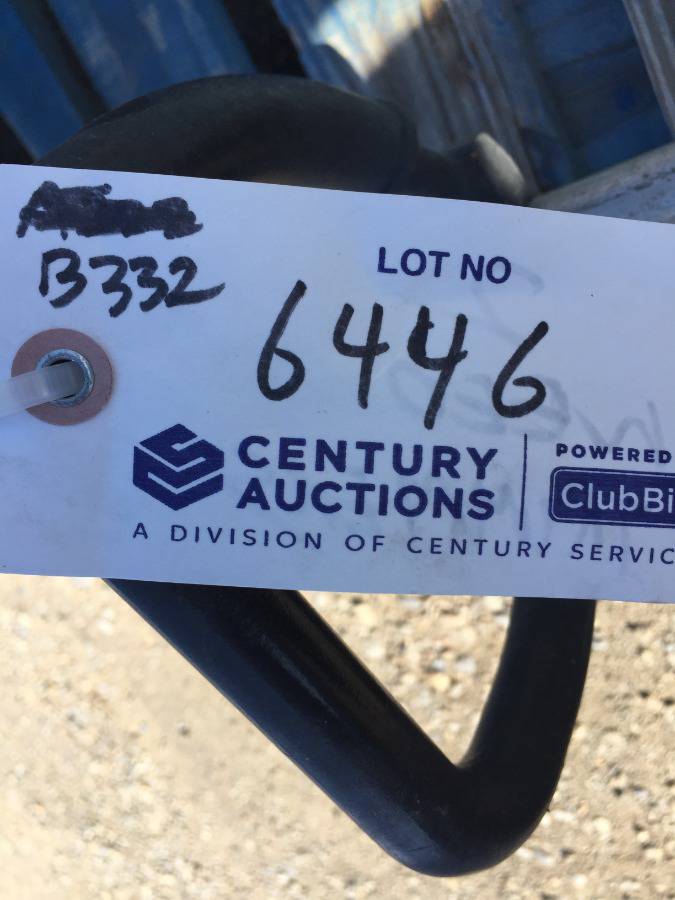 B332
LOT NO
6446
CENTURY
AUCTIONS
POWERED
ClubBi
A DIVISION OF CENTURY SERVIC